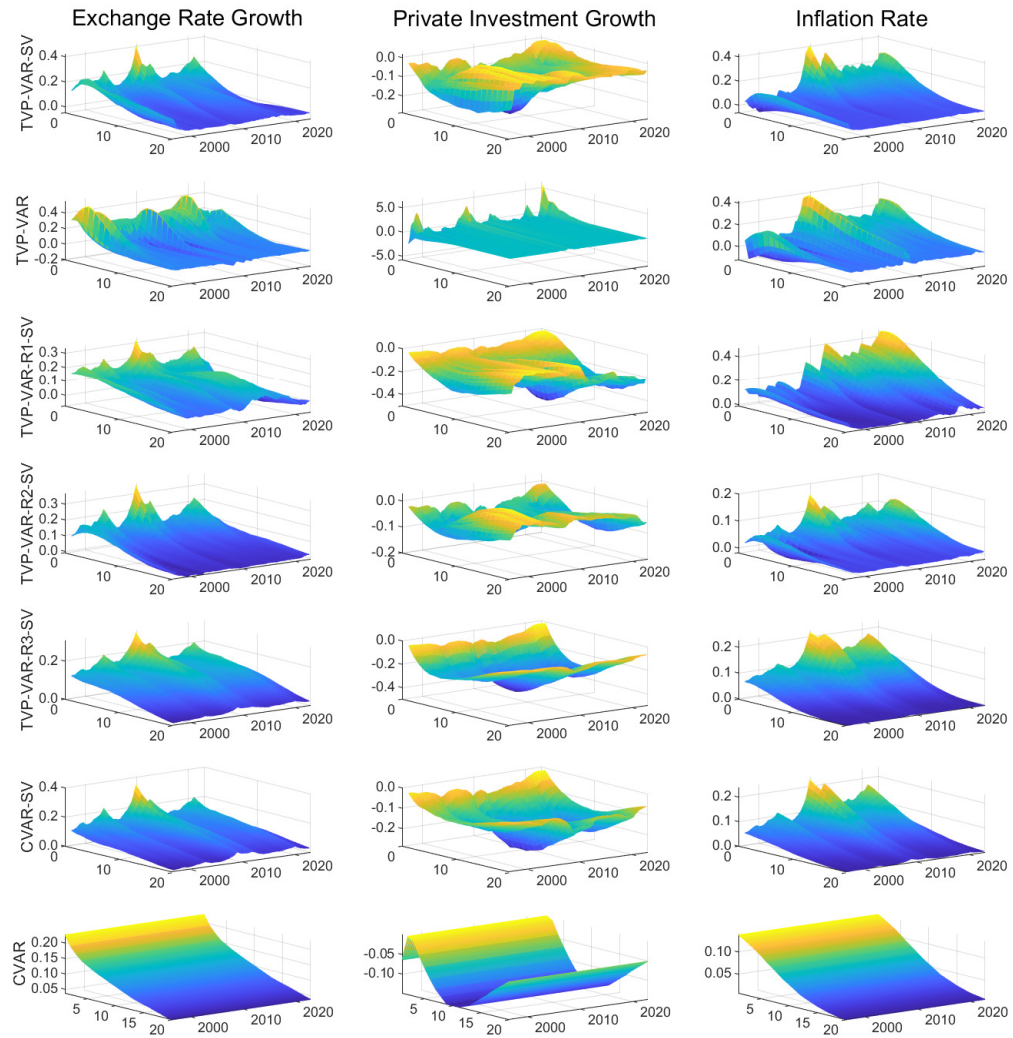 Exchange Rate Growth Private Investment Growth Inflation Rate
TVP-VAR-SV
0.4 0.2 0.0 0 10 20 2000 2010 2020
0.0 -0.1 -0.2 0 10 20 2000 2010 2020
0.4 0.2 0.0 0 10 20 2000 2010 2020
TVP-VAR
0.4 0.2 0.0 -0.2 0 10 20 2000 2010 2020
5.0 0.0 -5.0 0 10 20 2000 2010 2020
0.4 0.2 0.0 0 10 20 2000 2010 2020
TVP-VAR-R1-SV
0.3 0.2 0.1 0.0 0 10 20 2000 2010 2020
0.0 -0.2 -0.4 0 10 20 2000 2010 2020
0.4 0.2 0.0 0 10 20 2000 2010 2020
TVP-VAR-R2-SV
0.3 0.2 0.1 0.0 0 10 20 2000 2010 2020
0.0 -0.1 -0.2 0 10 20 2000 2010 2020
0.2 0.1 0.0 0 10 20 2000 2010 2020
TVP-VAR-R3-SV
0.2 0.0 0 10 20 2000 2010 2020
0.0 -0.2 -0.4 0 10 20 2000 2010 2020
0.2 0.1 0.0 0 10 20 2000 2010 2020
CVAR-SV
0.4 0.2 0.0 0 10 20 2000 2010 2020
0.0 -0.1 -0.2 0 10 20 2000 2010 2020
0.2 0.1 0.0 0 10 20 2000 2010 2020
CVAR
0.20 0.15 0.10 0.05 5 10 15 20 2000 2010 2020
-0.05 -0.10 5 10 15 20 2000 2010 2020
0.10 0.05 5 10 15 20 2000 2010 2020